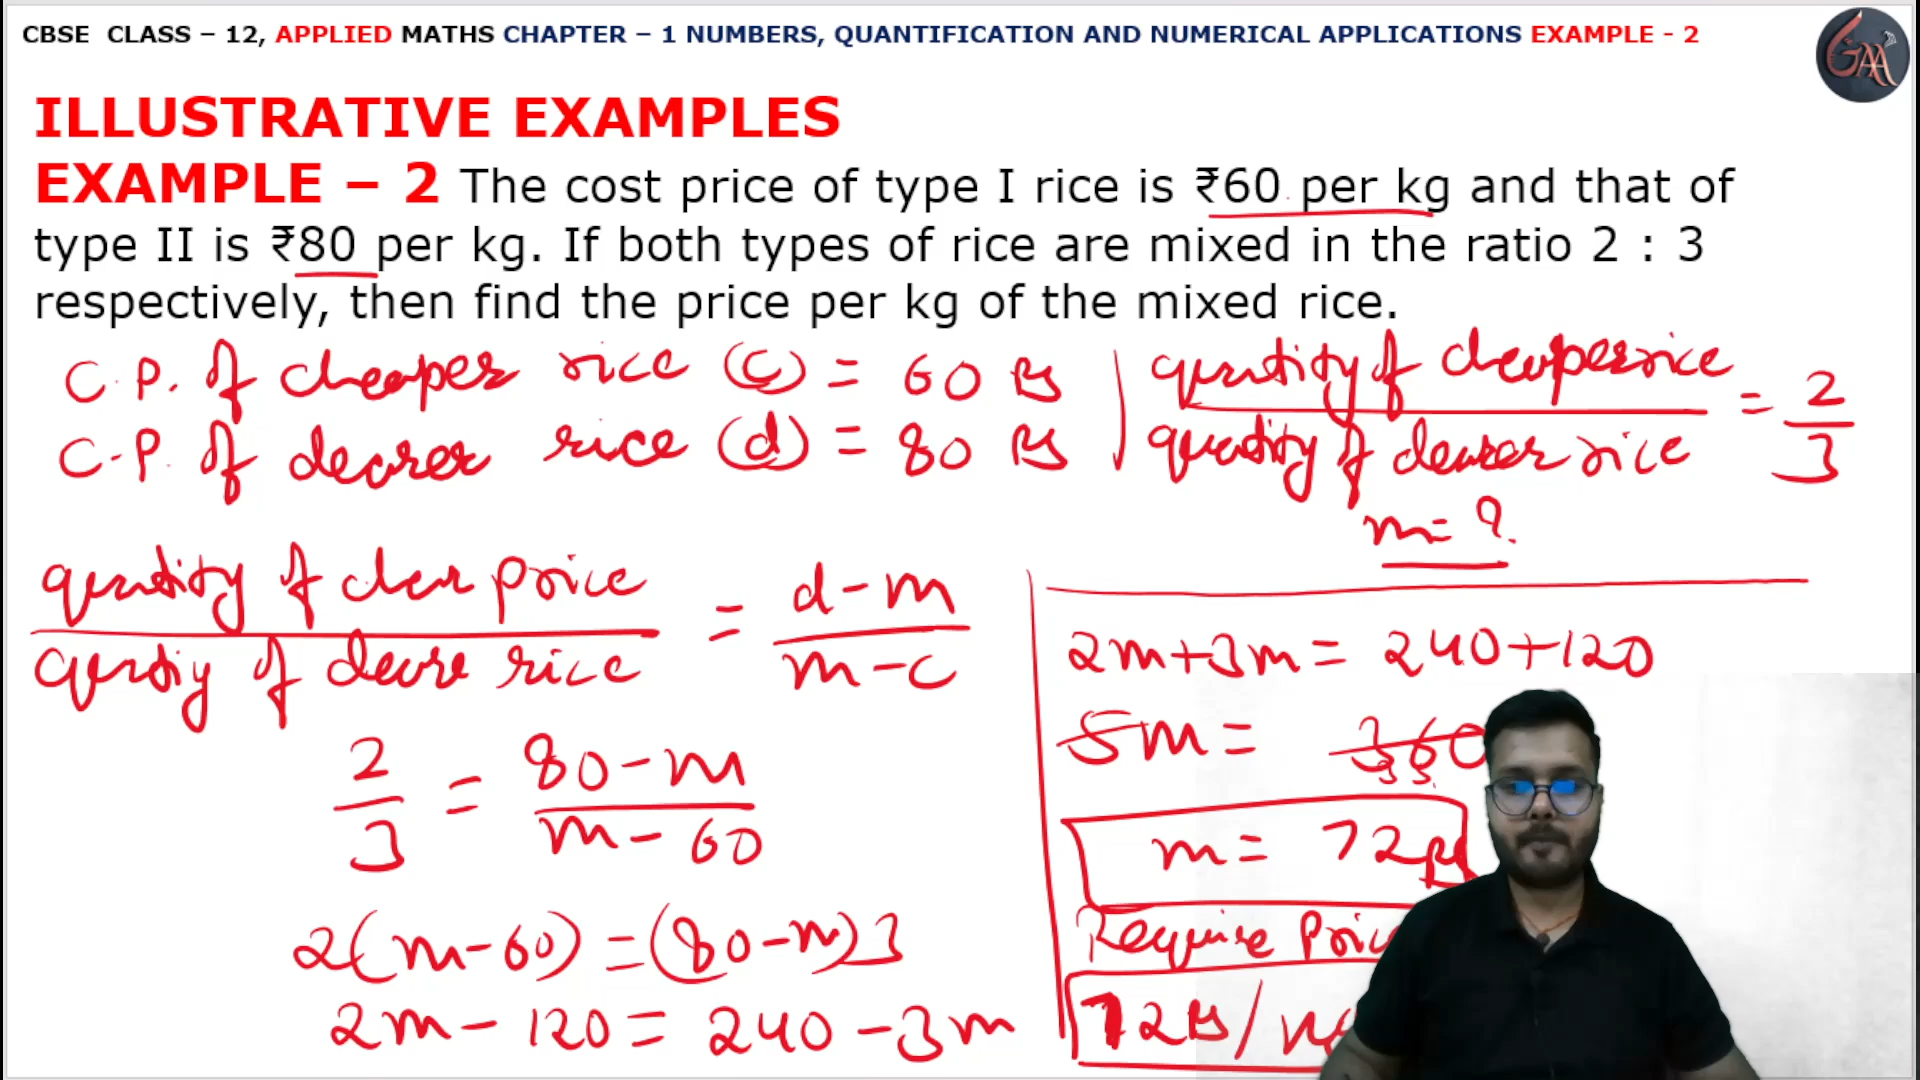 CBSE CLASS – 12, APPLIED MATHS CHAPTER – 1 NUMBERS, QUANTIFICATION AND NUMERICAL APPLICATIONS EXAMPLE - 2
GAA
ILLUSTRATIVE EXAMPLES
EXAMPLE – 2 The cost price of type I rice is ₹60 per kg and that of
type II is ₹80 per kg. If both types of rice are mixed in the ratio 2 : 3
respectively, then find the price per kg of the mixed rice.
C.P. of cheaper rice (c) = 60 Rs
C.P. of dearer rice (d) = 80 Rs
quantity of cheaper rice / quantity of dearer rice = 2/3
m = ?
quantity of price / of rice = d-m / m-c
2/3 = 80-m / m-60
2(m-60) = (80-m)3
2m - 120 = 240 - 3m
2m+3m = 240+120
5m = 360
m = 72 Rs
Require Price
72 Rs/